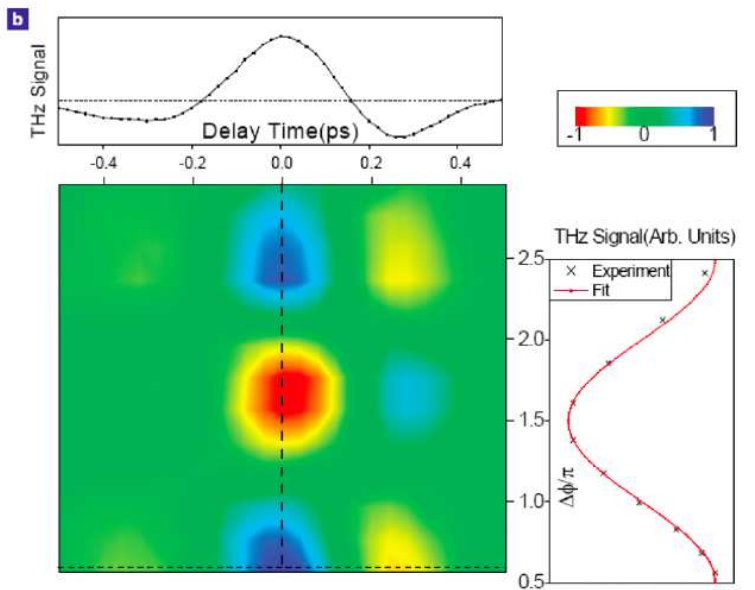 b
THz Signal
Delay Time(ps)
-0.4 -0.2 0.0 0.2 0.4
-1 0 1
THz Signal(Arb. Units)
× Experiment
Fit
2.5
2.0
1.5
1.0
0.5
Δϕ/π